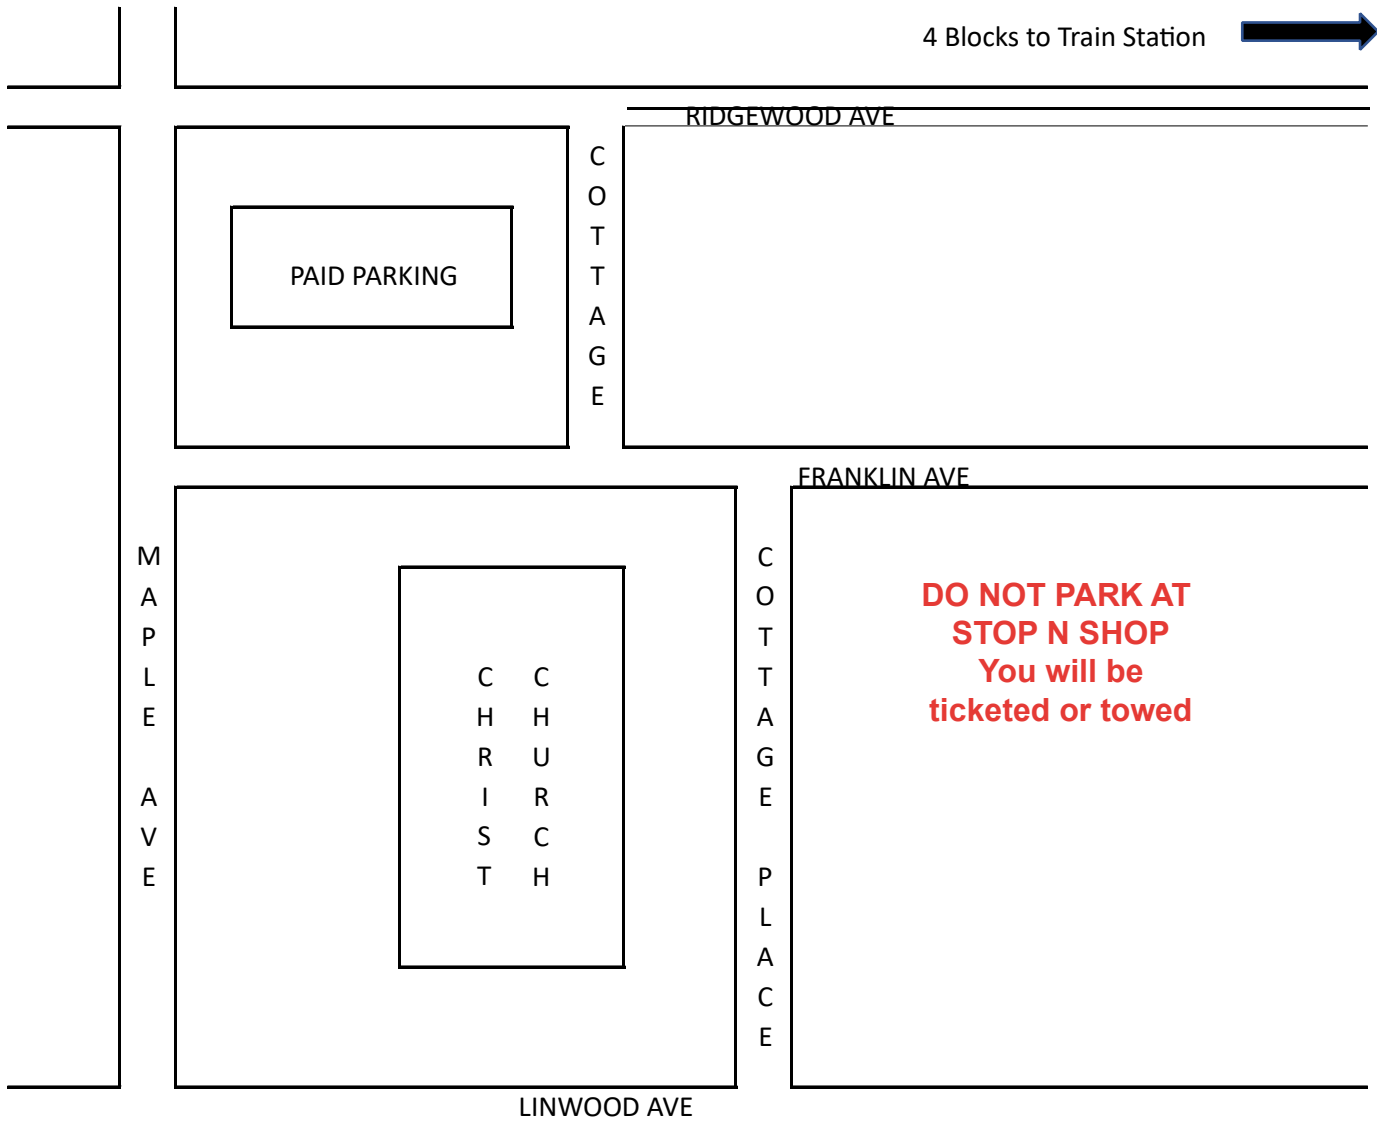 4 Blocks to Train Station
RIDGEWOOD AVE
COTTAGE
PAID PARKING
FRANKLIN AVE
MAPLE AVE
CHRIST
CHURCH
COTTAGE PLACE
DO NOT PARK AT
STOP N SHOP
You will be
ticketed or towed
LINWOOD AVE